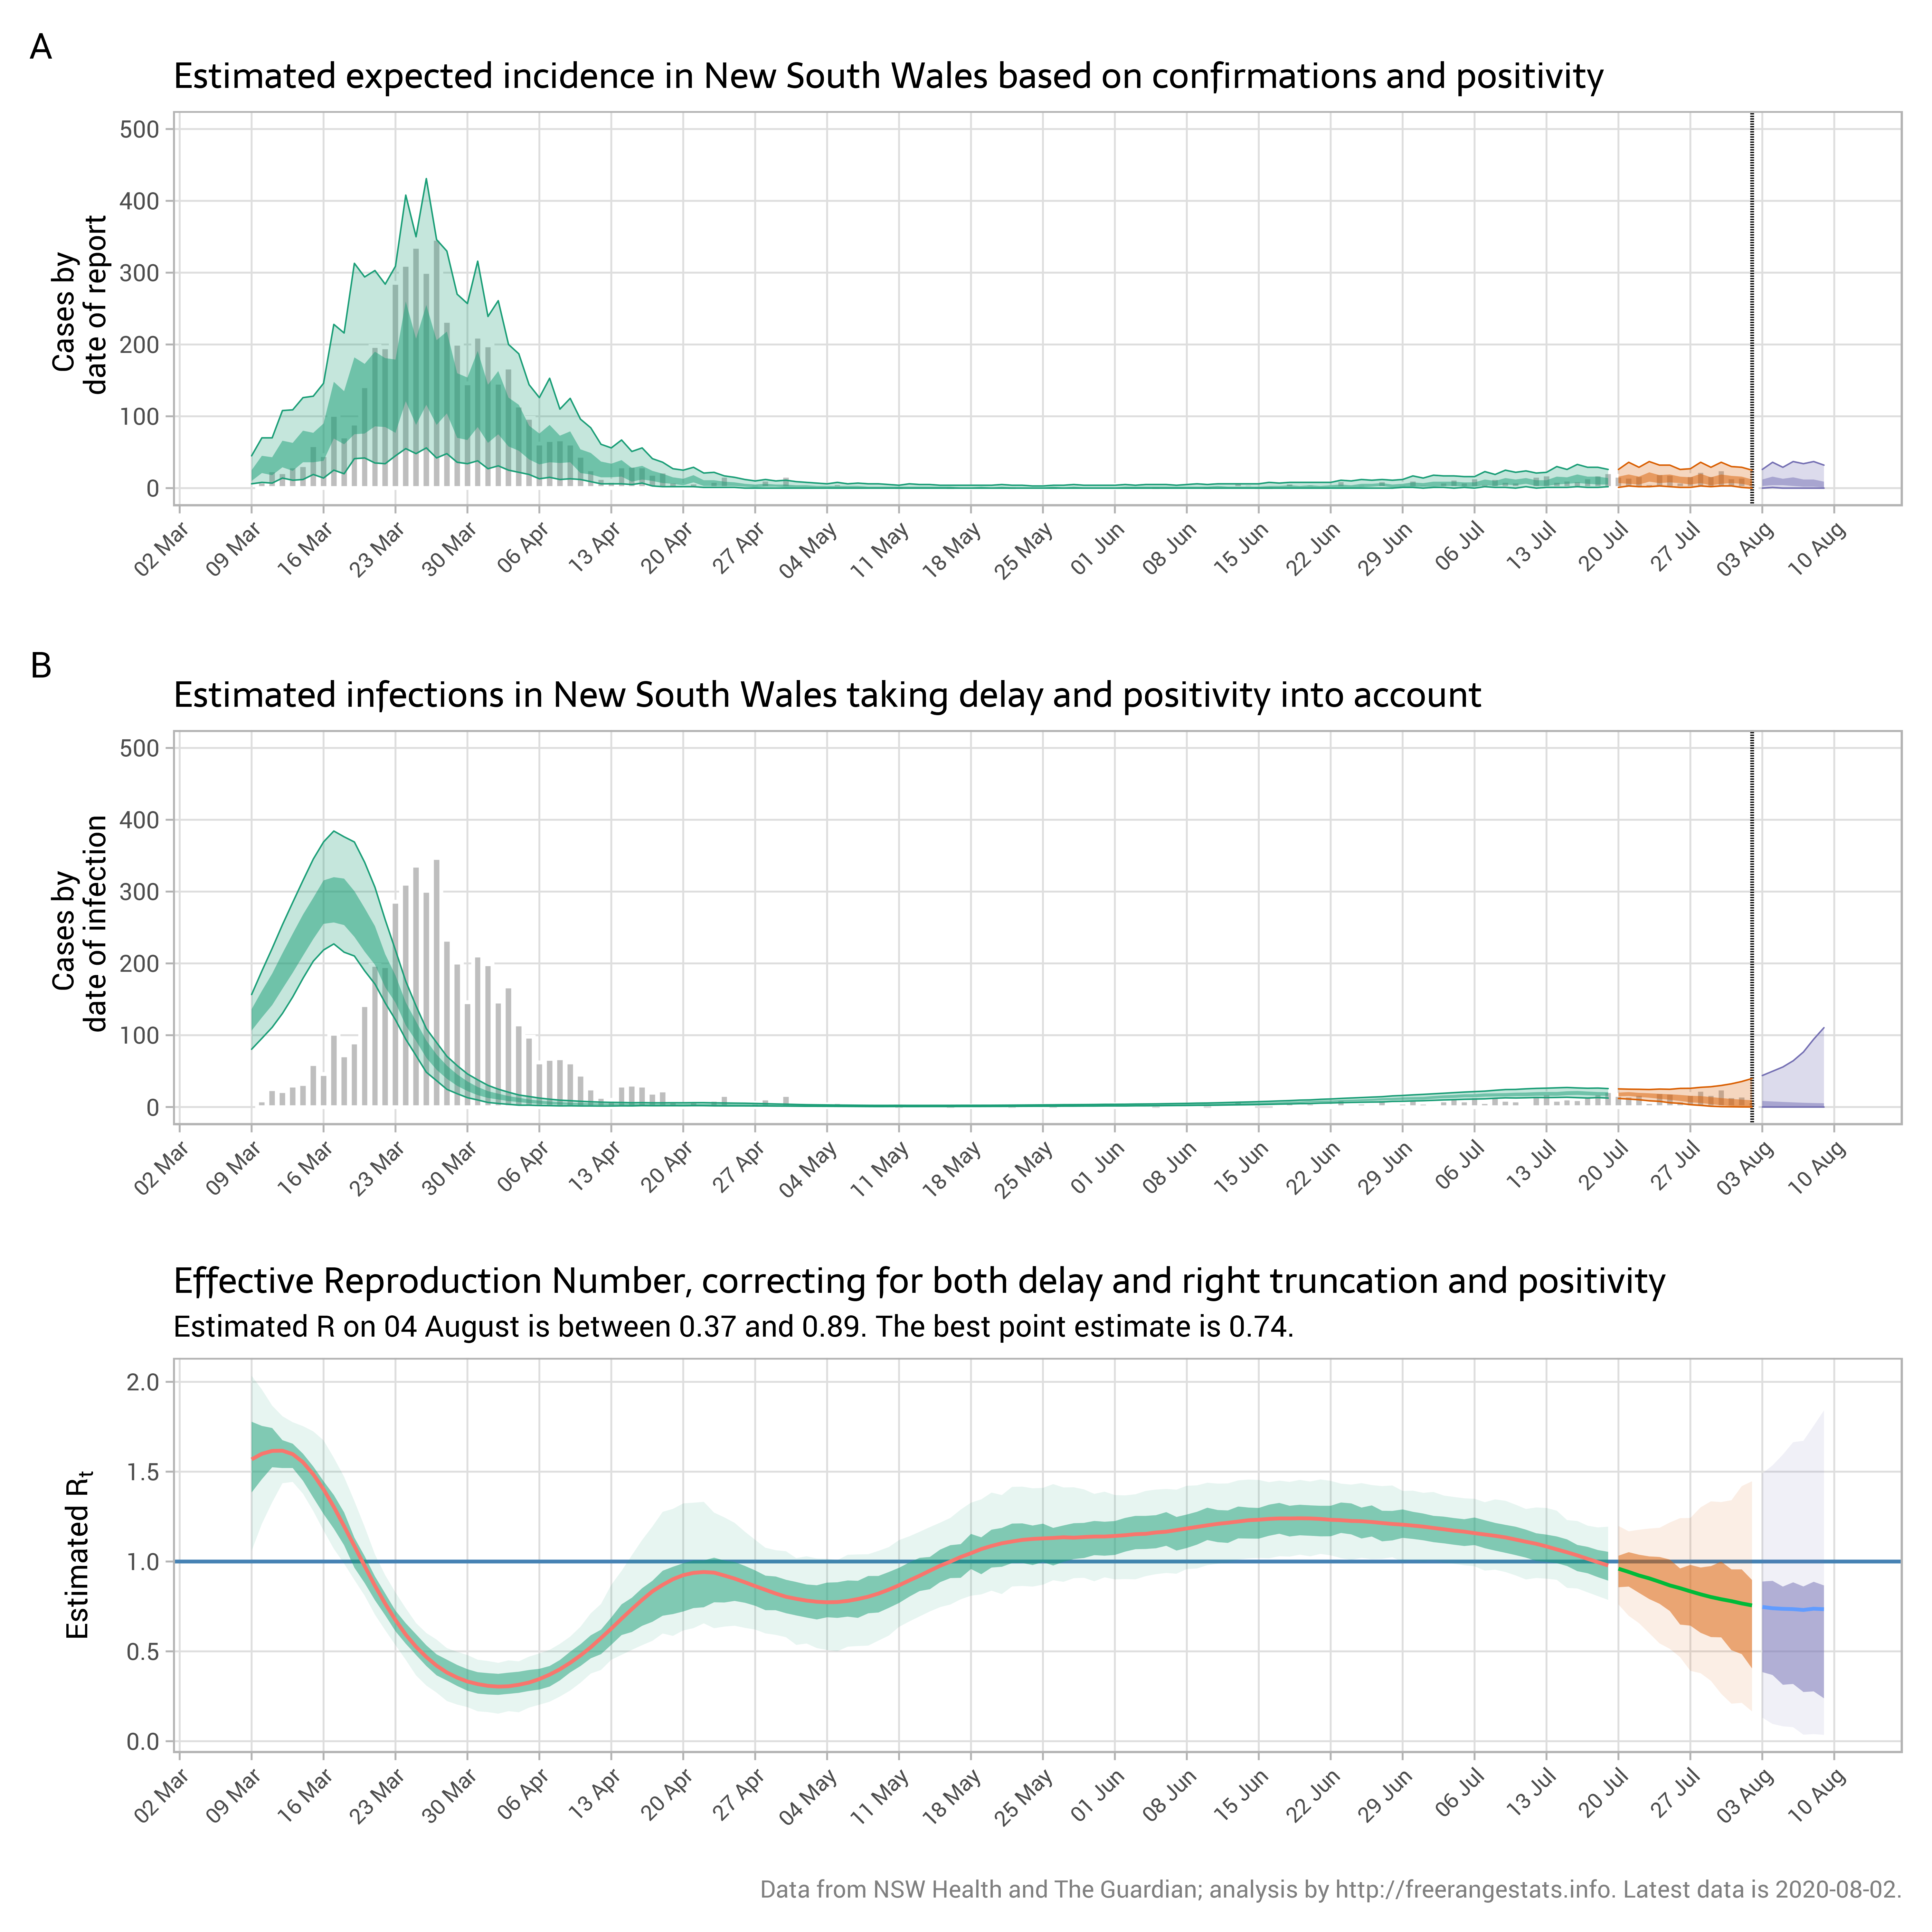 A
Estimated expected incidence in New South Wales based on confirmations and positivity
Cases by
date of report
500
400
300
200
100
0
02 Mar
09 Mar
16 Mar
23 Mar
30 Mar
06 Apr
13 Apr
20 Apr
27 Apr
04 May
11 May
18 May
25 May
01 Jun
08 Jun
15 Jun
22 Jun
29 Jun
06 Jul
13 Jul
20 Jul
27 Jul
03 Aug
10 Aug
B
Estimated infections in New South Wales taking delay and positivity into account
Cases by
date of infection
500
400
300
200
100
0
02 Mar
09 Mar
16 Mar
23 Mar
30 Mar
06 Apr
13 Apr
20 Apr
27 Apr
04 May
11 May
18 May
25 May
01 Jun
08 Jun
15 Jun
22 Jun
29 Jun
06 Jul
13 Jul
20 Jul
27 Jul
03 Aug
10 Aug
Effective Reproduction Number, correcting for both delay and right truncation and positivity
Estimated R on 04 August is between 0.37 and 0.89. The best point estimate is 0.74.
Estimated Rt
2.0
1.5
1.0
0.5
0.0
02 Mar
09 Mar
16 Mar
23 Mar
30 Mar
06 Apr
13 Apr
20 Apr
27 Apr
04 May
11 May
18 May
25 May
01 Jun
08 Jun
15 Jun
22 Jun
29 Jun
06 Jul
13 Jul
20 Jul
27 Jul
03 Aug
10 Aug
Data from NSW Health and The Guardian; analysis by http://freerangestats.info. Latest data is 2020-08-02.